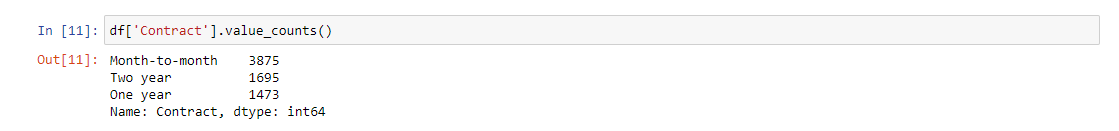 In [11]: df['Contract'].value_counts()
Out[11]: Month-to-month    3875
Two year          1695
One year          1473
Name: Contract, dtype: int64